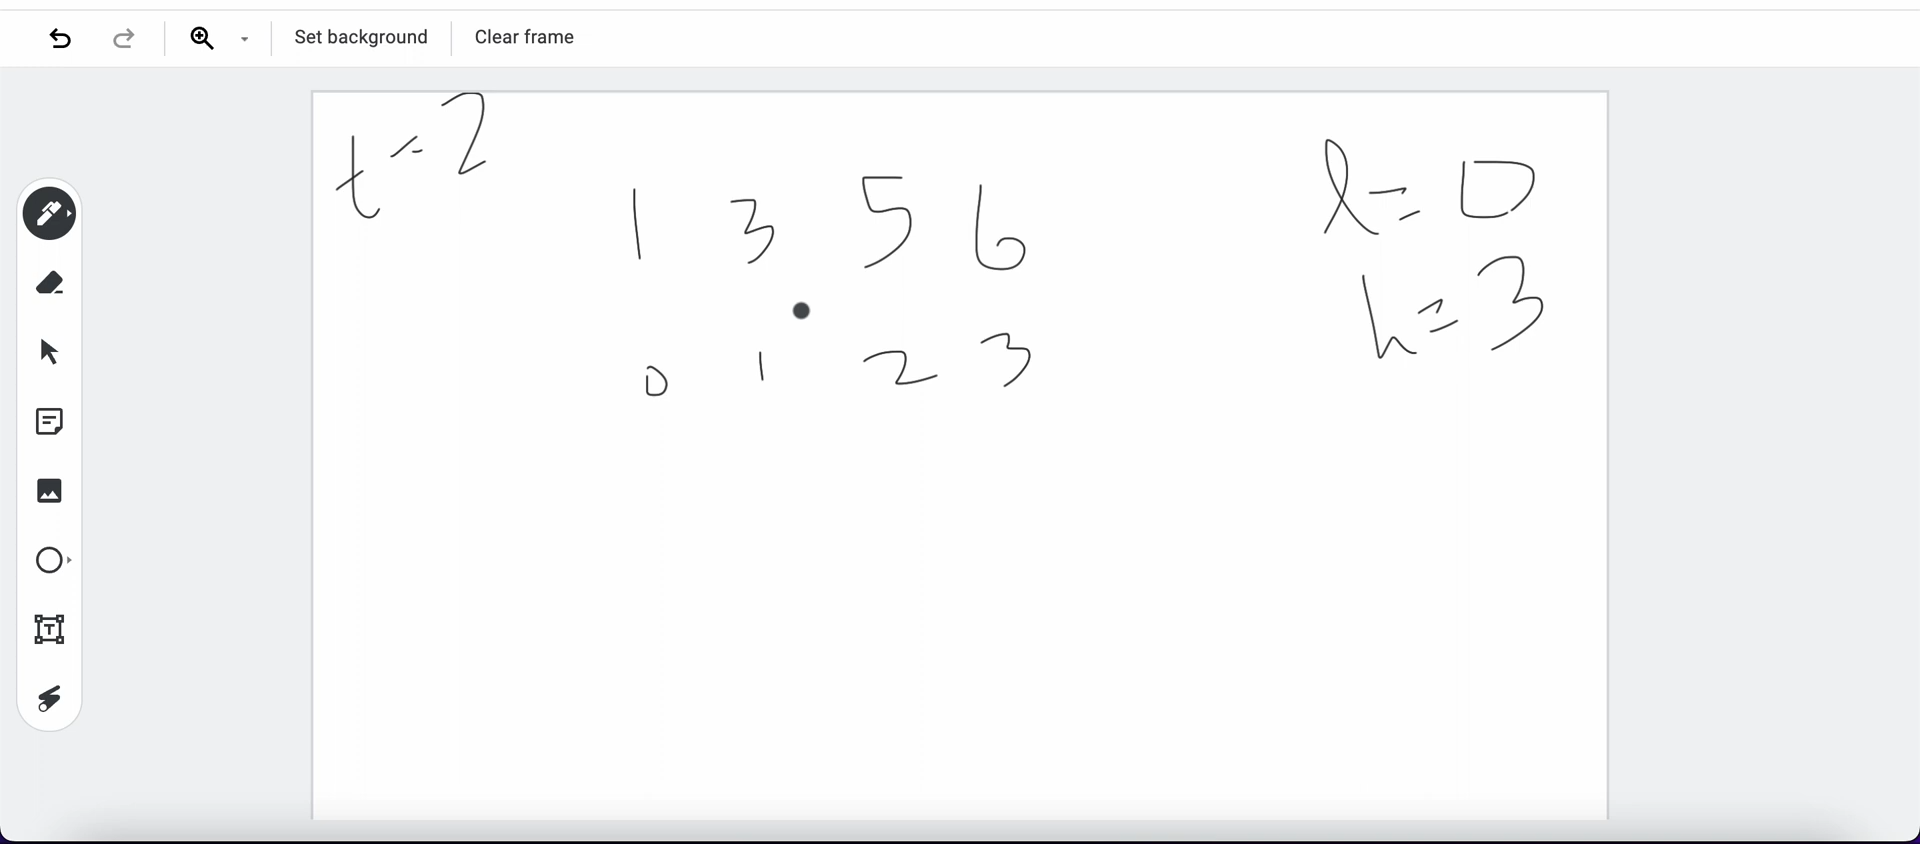 Set background Clear frame
t = 2
1 3 5 6
l = 0
h = 3
0 1 2 3